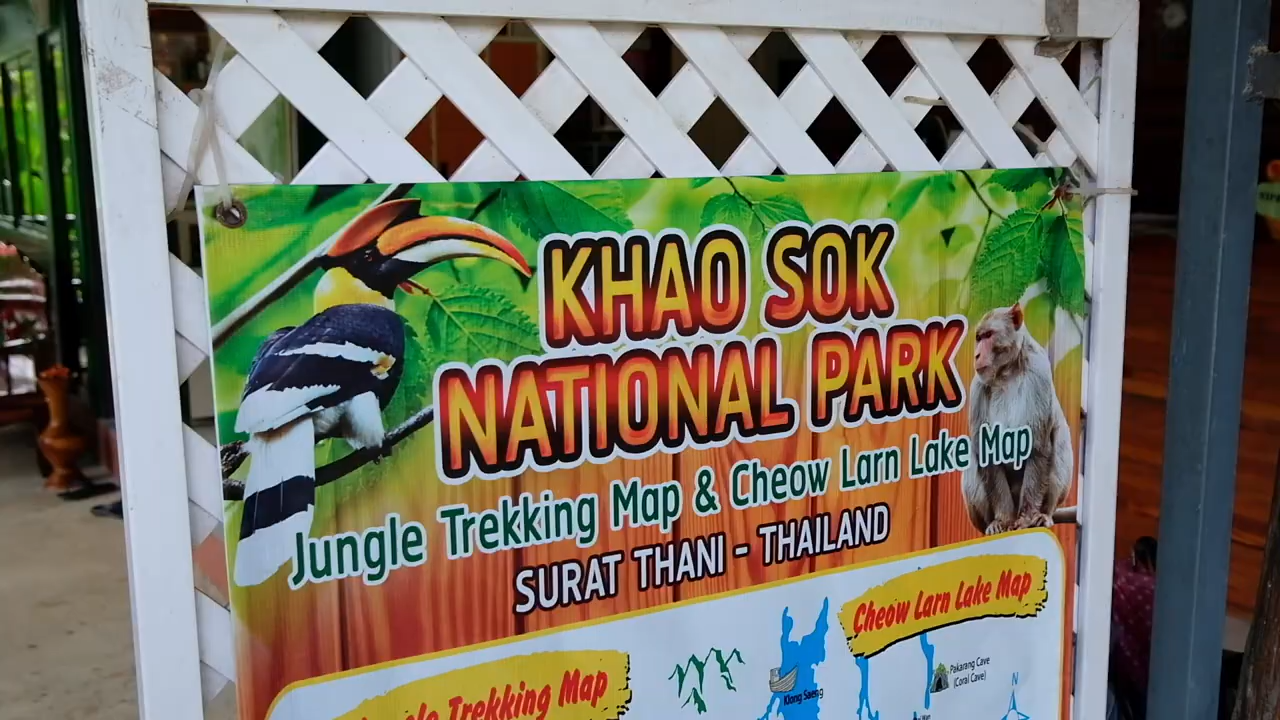 KHAO SOK
NATIONAL PARK
Jungle Trekking Map & Cheow Larn Lake Map
SURAT THANI - THAILAND
Cheow Larn Lake Map
Trekking Map
Klong Saeng
Pakarang Cave
(Coral Cave)
N